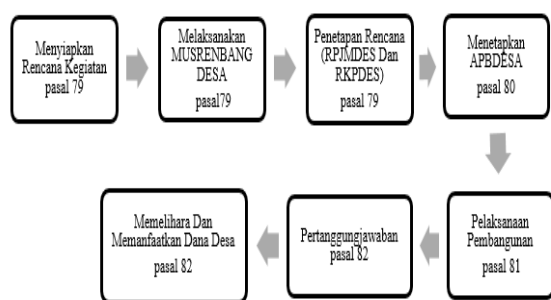 Menyiapkan
Rencana Kegiatan
pasal 79
Melaksanakan
MUSRENBANG
DESA
pasal79
Penetapan Rencana
(RPJMDES Dan
RKPDES)
pasal 79
Menetapkan
APBDESA
pasal 80
Pelaksanaan
Pembangunan
pasal 81
Pertanggungjawaban
pasal 82
Memelihara Dan
Memanfaatkan Dana Desa
pasal 82